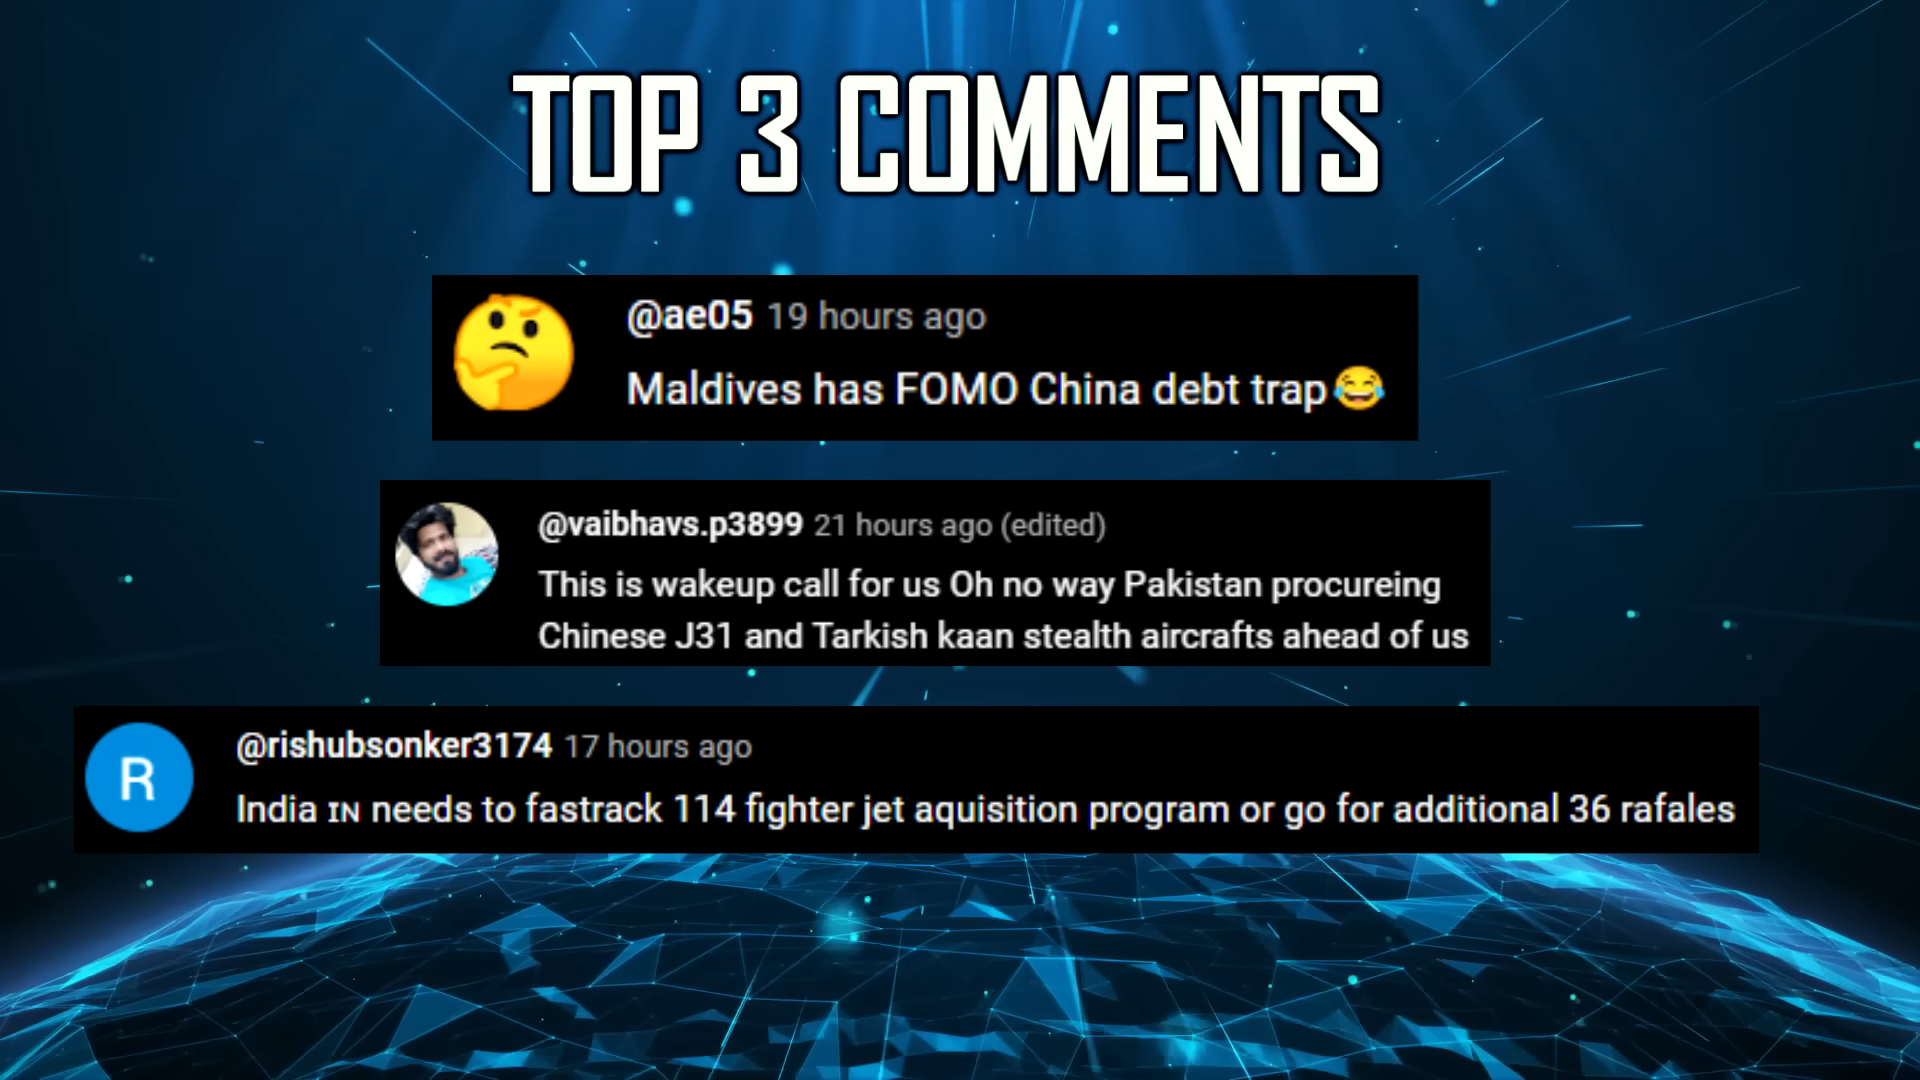 TOP 3 COMMENTS
@ae05 19 hours ago
Maldives has FOMO China debt trap😂
@vaibhavs.p3899 21 hours ago (edited)
This is wakeup call for us Oh no way Pakistan procureing
Chinese J31 and Tarkish kaan stealth aircrafts ahead of us
R
@rishubsonker3174 17 hours ago
India ɪɴ needs to fastrack 114 fighter jet aquisition program or go for additional 36 rafales